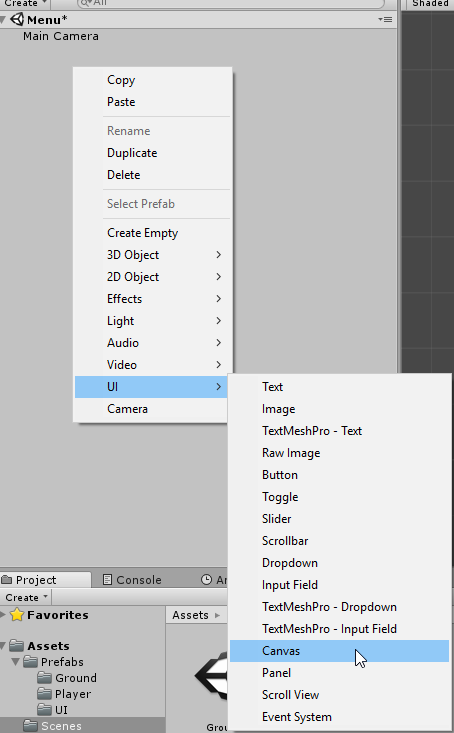 Create
All
Shaded
Menu*
Main Camera
Copy
Paste
Rename
Duplicate
Delete
Select Prefab
Create Empty
3D Object
2D Object
Effects
Light
Audio
Video
UI
Camera
Text
Image
TextMeshPro - Text
Raw Image
Button
Toggle
Slider
Scrollbar
Dropdown
Input Field
TextMeshPro - Dropdown
TextMeshPro - Input Field
Canvas
Panel
Scroll View
Event System
Project
Console
Create
Favorites
Assets
Assets
Prefabs
Ground
Player
UI
Scenes